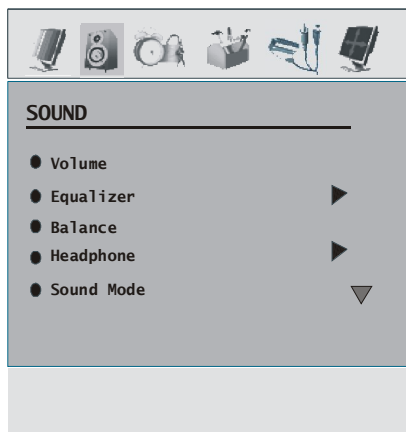 SOUND
Volume
Equalizer
Balance
Headphone
Sound Mode